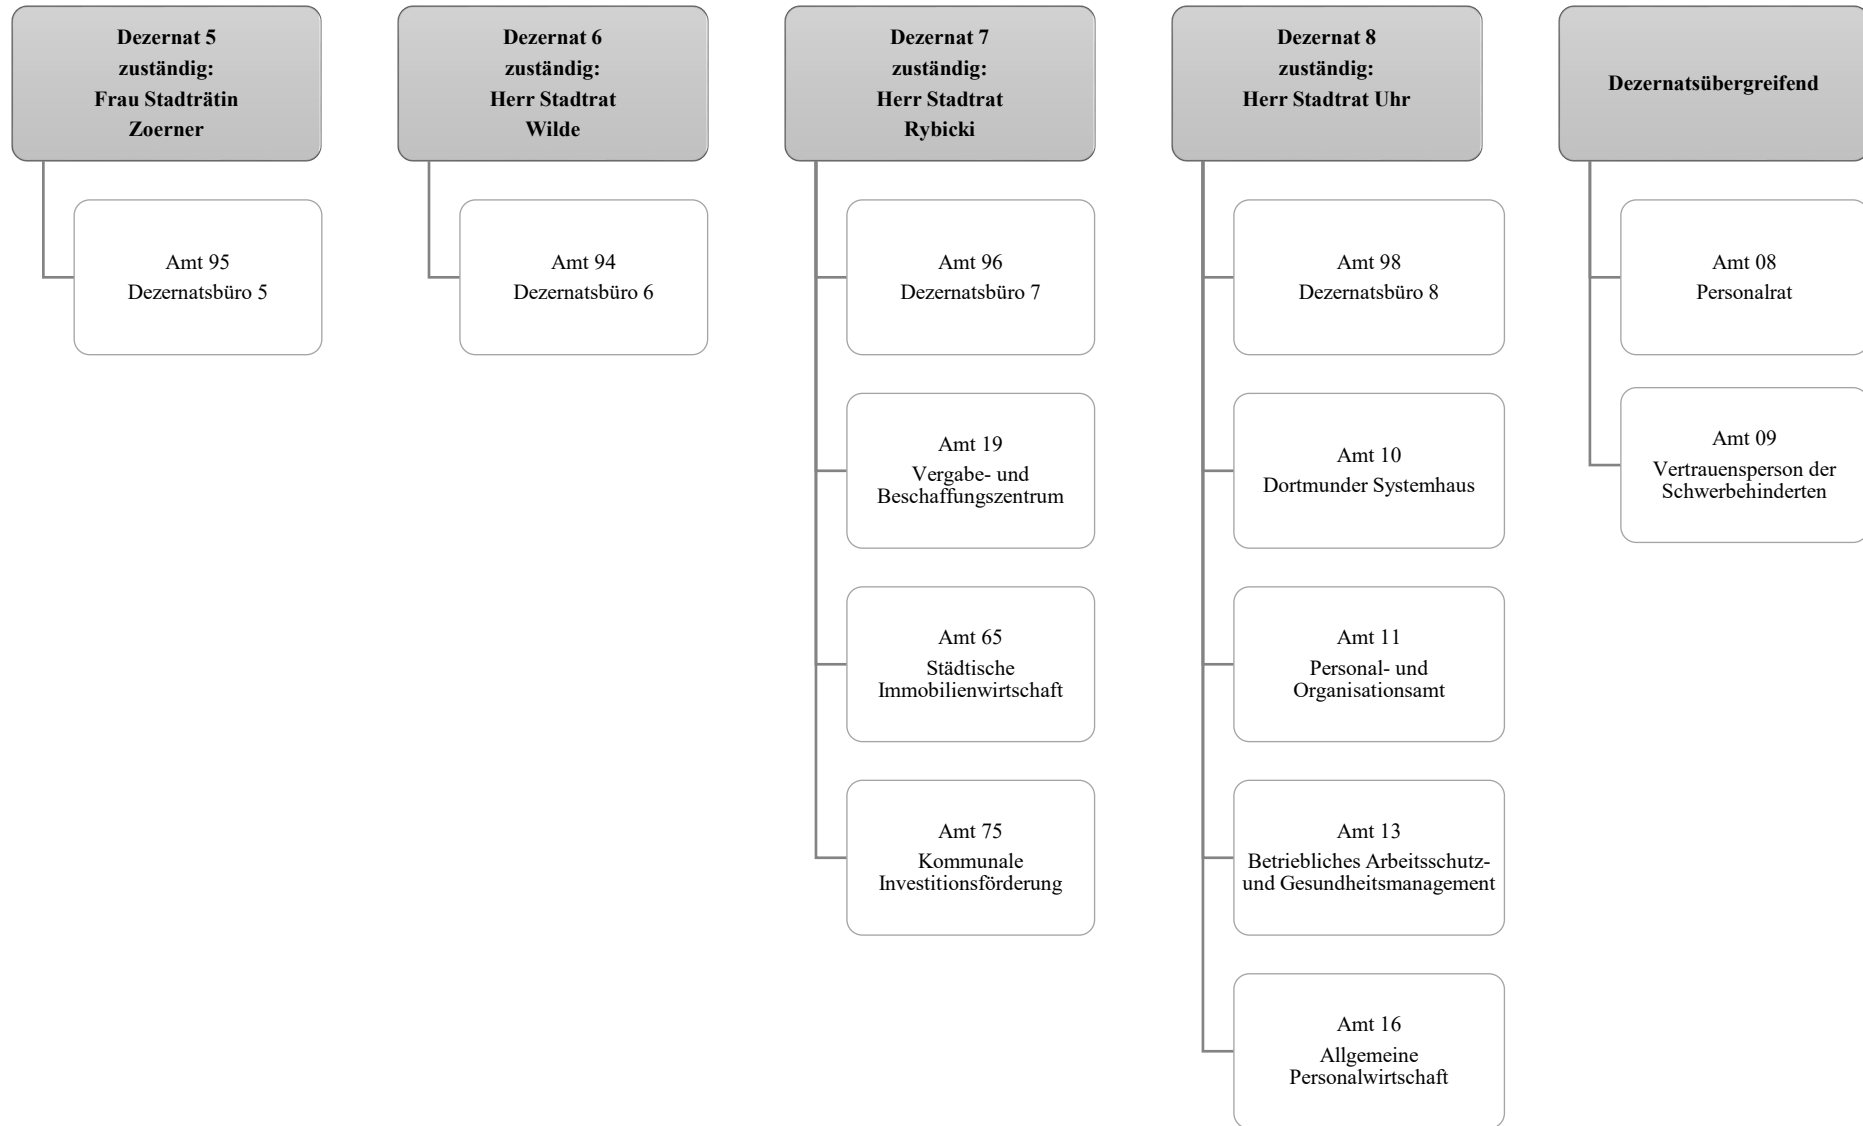 Dezernat 5
zuständig:
Frau Stadträtin
Zoerner
Amt 95
Dezernatsbüro 5
Dezernat 6
zuständig:
Herr Stadtrat
Wilde
Amt 94
Dezernatsbüro 6
Dezernat 7
zuständig:
Herr Stadtrat
Rybicki
Amt 96
Dezernatsbüro 7
Amt 19
Vergabe- und
Beschaffungszentrum
Amt 65
Städtische
Immobilienwirtschaft
Amt 75
Kommunale
Investitionsförderung
Dezernat 8
zuständig:
Herr Stadtrat Uhr
Amt 98
Dezernatsbüro 8
Amt 10
Dortmunder Systemhaus
Amt 11
Personal- und
Organisationsamt
Amt 13
Betriebliches Arbeitsschutz-
und Gesundheitsmanagement
Amt 16
Allgemeine
Personalwirtschaft
Dezernatsübergreifend
Amt 08
Personalrat
Amt 09
Vertrauensperson der
Schwerbehinderten